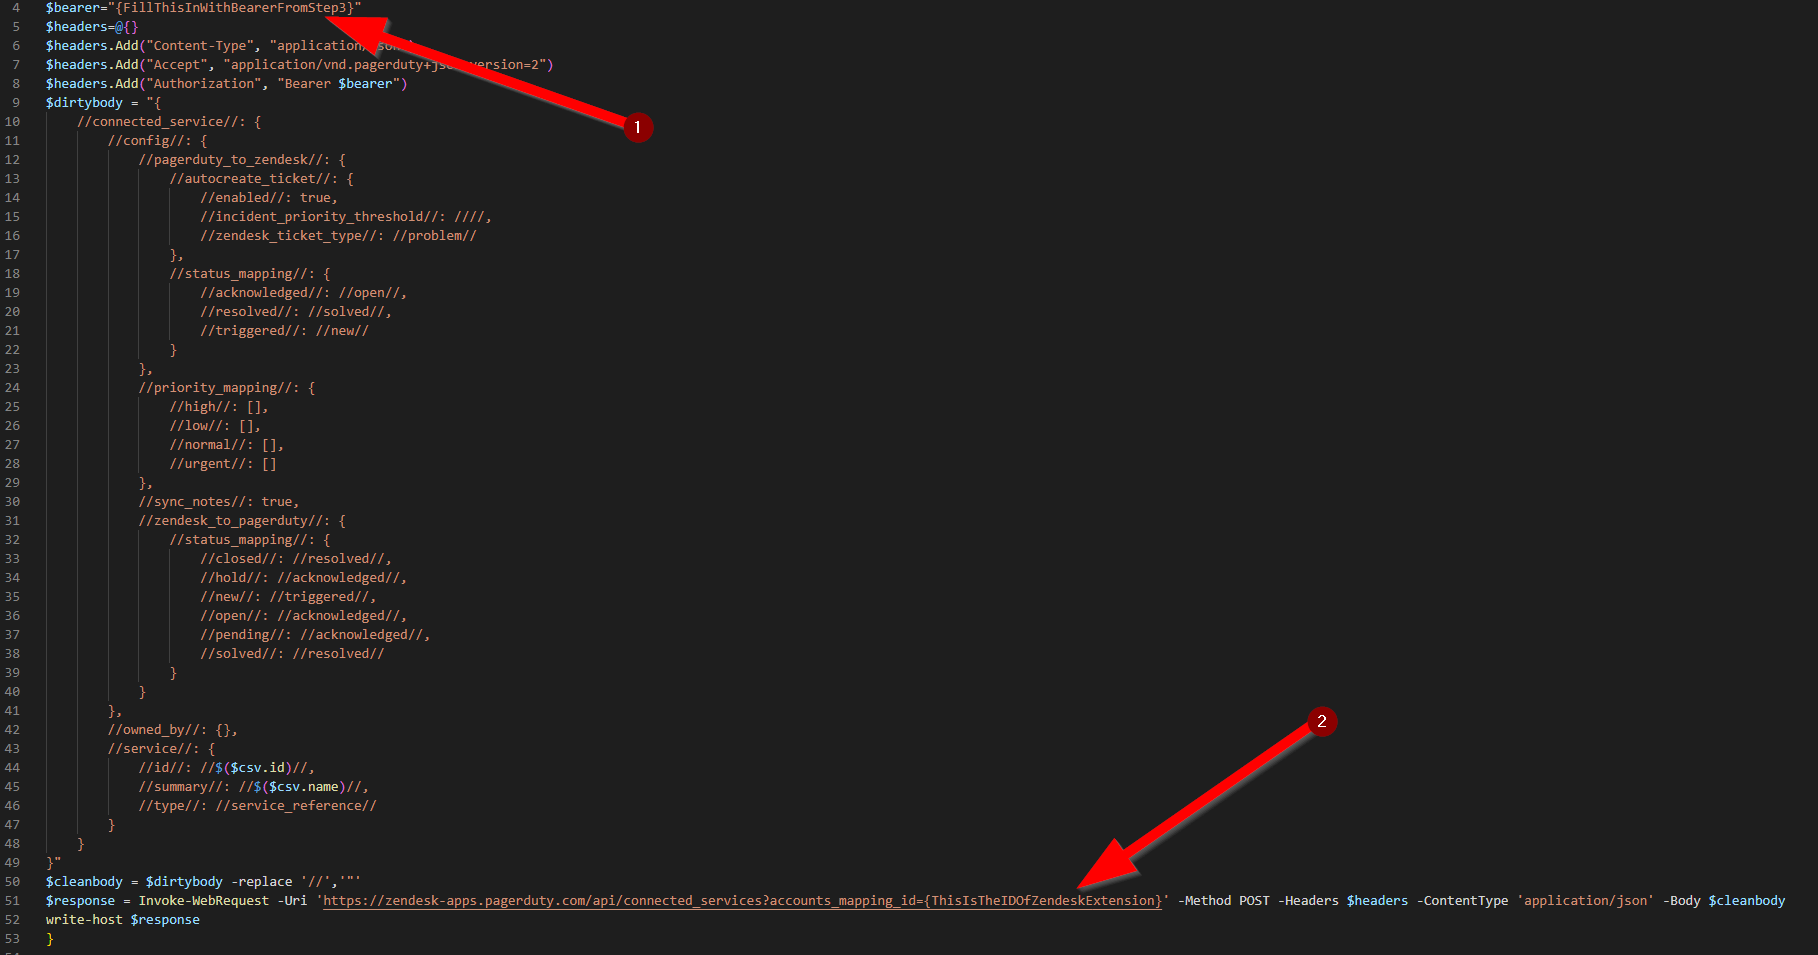 4 $bearer="{FillThisInWithBearerFromStep3}"
5 $headers=@{}
6 $headers.Add("Content-Type", "application/json")
7 $headers.Add("Accept", "application/vnd.pagerduty+json;version=2")
8 $headers.Add("Authorization", "Bearer $bearer")
9 $dirtybody = "{
1
10 //connected_service//: {
11 //config//: {
12 //pagerduty_to_zendesk//: {
13 //autocreate_ticket//: {
14 //enabled//: true,
15 //incident_priority_threshold//: ////,
16 //zendesk_ticket_type//: //problem//
17 },
18 //status_mapping//: {
19 //acknowledged//: //open//,
20 //resolved//: //solved//,
21 //triggered//: //new//
22 }
23 },
24 //priority_mapping//: {
25 //high//: [],
26 //low//: [],
27 //normal//: [],
28 //urgent//: []
29 },
30 //sync_notes//: true,
31 //zendesk_to_pagerduty//: {
32 //status_mapping//: {
33 //closed//: //resolved//,
34 //hold//: //acknowledged//,
35 //new//: //triggered//,
36 //open//: //acknowledged//,
37 //pending//: //acknowledged//,
38 //solved//: //resolved//
39 }
40 }
41 },
2
42 //owned_by//: {},
43 //service//: {
44 //id//: //$($csv.id)//,
45 //summary//: //$($csv.name)//,
46 //type//: //service_reference//
47 }
48 }
49 }"
50 $cleanbody = $dirtybody -replace '//','"'
51 $response = Invoke-WebRequest -Uri 'https://zendesk-apps.pagerduty.com/api/connected_services?accounts_mapping_id={ThisIsTheIDOfZendeskExtension}' -Method POST -Headers $headers -ContentType 'application/json' -Body $cleanbody
52 write-host $response
53 }